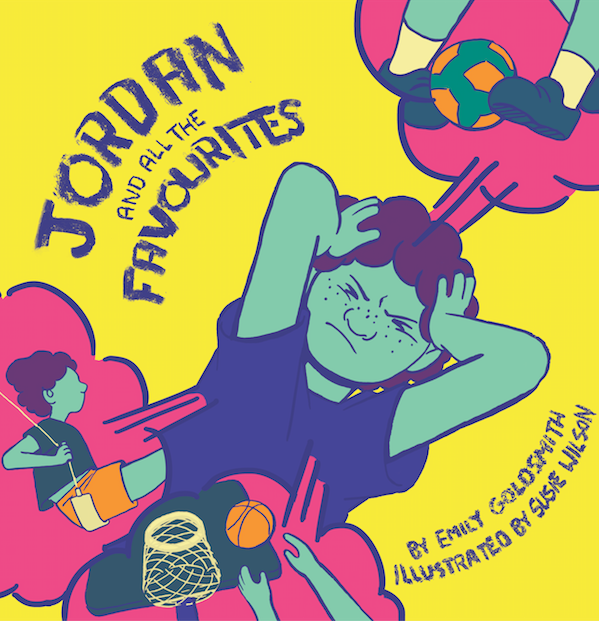 JORDAN
AND ALL THE
FAVOURITES
BY EMILY GOLDSMITH
ILLUSTRATED BY SUSIE WILSON